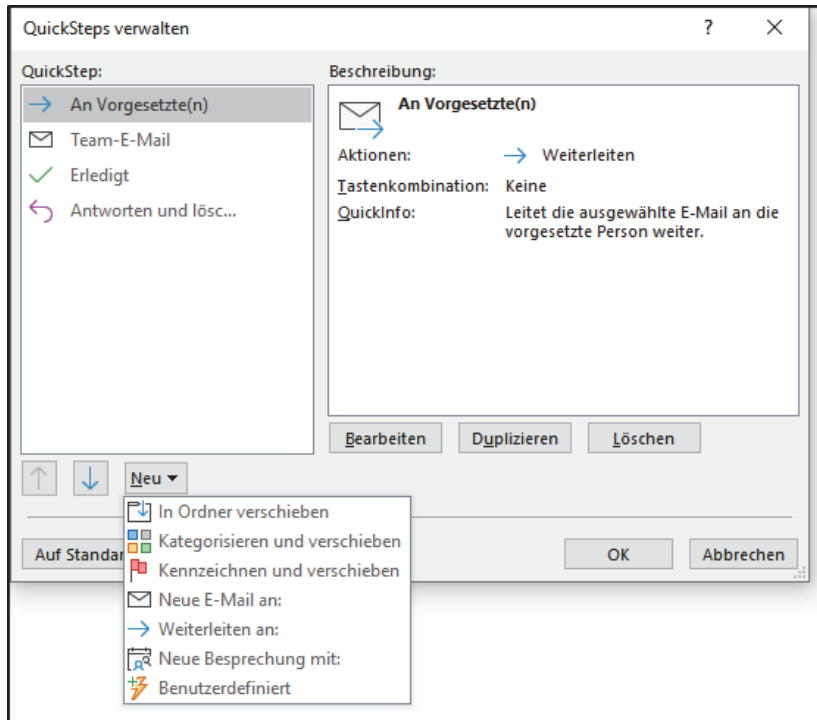 QuickSteps verwalten
?
QuickStep:
An Vorgesetzte(n)
Team-E-Mail
Erledigt
Antworten und lösc...
Beschreibung:
An Vorgesetzte(n)
Aktionen: Weiterleiten
Tastenkombination: Keine
QuickInfo: Leitet die ausgewählte E-Mail an die
vorgesetzte Person weiter.
Bearbeiten Duplizieren Löschen
Neu
In Ordner verschieben
Kategorisieren und verschieben
Kennzeichnen und verschieben
Neue E-Mail an:
Weiterleiten an:
Neue Besprechung mit:
Benutzerdefiniert
Auf Standar
OK Abbrechen